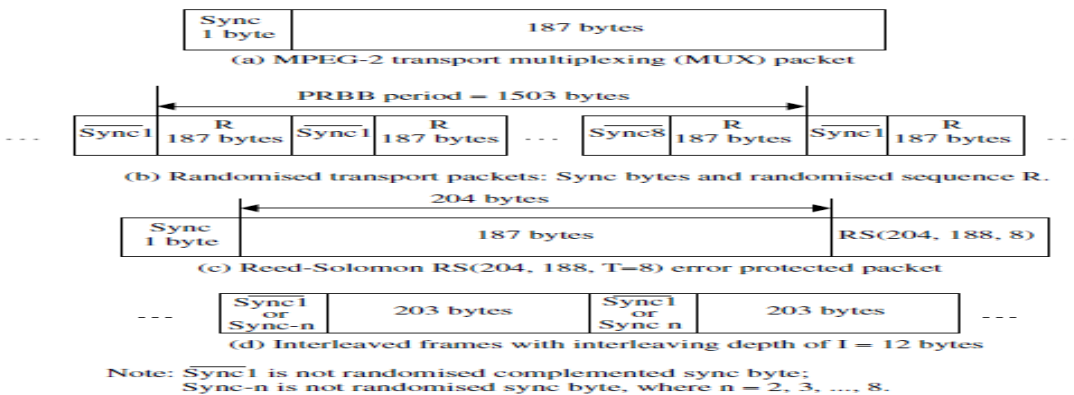 Sync
1 byte
187 bytes
(a) MPEG-2 transport multiplexing (MUX) packet
PRBB period = 1503 bytes
... Sync1 R 187 bytes Sync1 R 187 bytes ... Sync8 R 187 bytes Sync1 R 187 bytes ..
(b) Randomised transport packets: Sync bytes and randomised sequence R.
204 bytes
Sync
1 byte
187 bytes
RS(204, 188, 8)
(c) Reed-Solomon RS(204, 188, T=8) error protected packet
... Sync1 or Sync-n 203 bytes Sync1 or Sync n 203 bytes ...
(d) Interleaved frames with interleaving depth of I = 12 bytes
Note: Sync1 is not randomised complemented sync byte;
Sync-n is not randomised sync byte, where n = 2, 3, ..., 8.